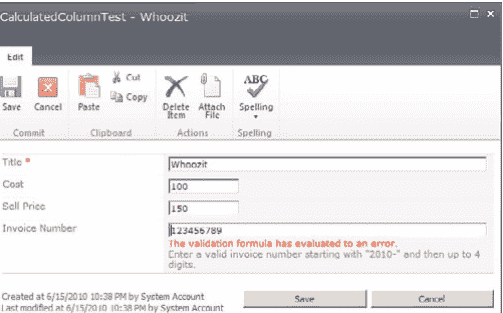 CalculatedColumnTest - Whoozit
Edit
Save Cancel Paste Cut Copy Delete Item Attach File ABC Spelling
Commit Clipboard Actions Spelling
Title * Whoozit
Cost 100
Sell Price 150
Invoice Number 123456789
The validation formula has evaluated to an error.
Enter a valid invoice number starting with "2010-" and then up to 4
digits.
Created at 6/15/2010 10:38 PM by System Account
Last modified at 6/15/2010 10:38 PM by System Account
Save Cancel